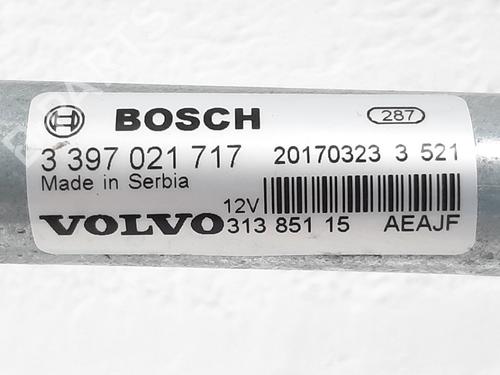 BOSCH 287
3 397 021 717 20170323 3 521
Made in Serbia
12V
VOLVO 313 851 15 AEAJF